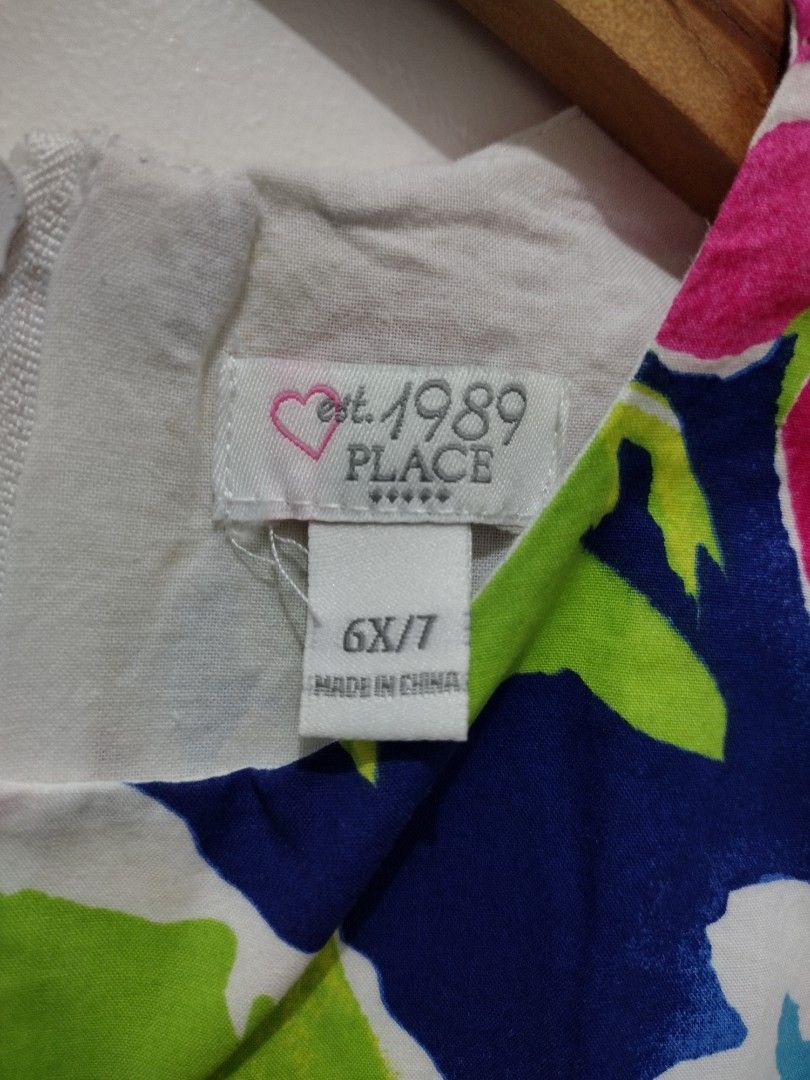 est. 1989
PLACE
6X/7
MADE IN CHINA